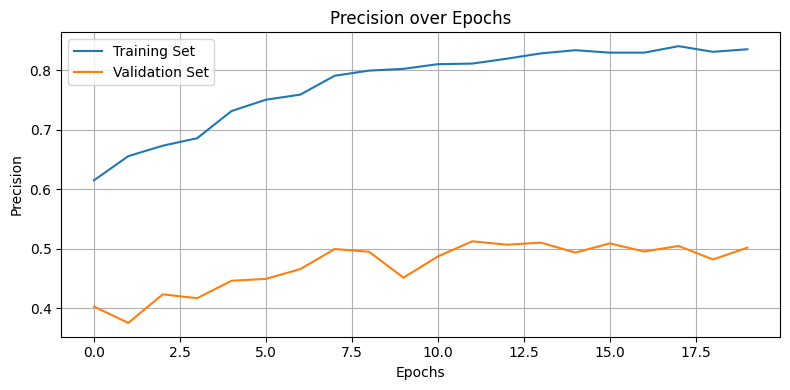 Precision over Epochs
Training Set
Validation Set
Precision
0.8
0.7
0.6
0.5
0.4
0.0 2.5 5.0 7.5 10.0 12.5 15.0 17.5
Epochs